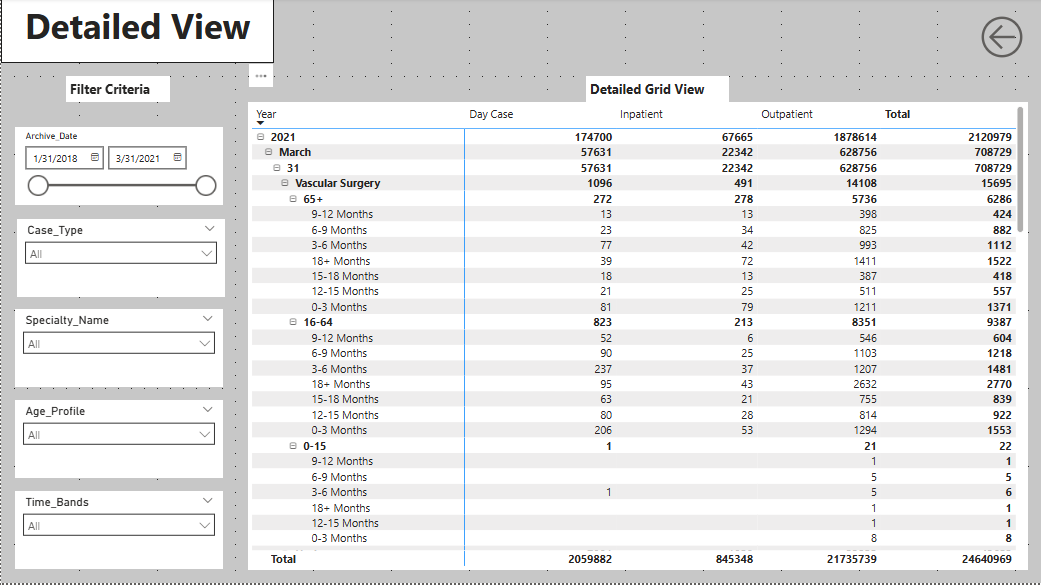 Detailed View
Filter Criteria
Archive_Date
1/31/2018 3/31/2021
Case_Type
All
Specialty_Name
All
Age_Profile
All
Time_Bands
All
Detailed Grid View
Year Day Case Inpatient Outpatient Total
2021 174700 67665 1878614 2120979
March 57631 22342 628756 708729
31 57631 22342 628756 708729
Vascular Surgery 1096 491 14108 15695
65+ 272 278 5736 6286
9-12 Months 13 13 398 424
6-9 Months 23 34 825 882
3-6 Months 77 42 993 1112
18+ Months 39 72 1411 1522
15-18 Months 18 13 387 418
12-15 Months 21 25 511 557
0-3 Months 81 79 1211 1371
16-64 823 213 8351 9387
9-12 Months 52 6 546 604
6-9 Months 90 25 1103 1218
3-6 Months 237 37 1207 1481
18+ Months 95 43 2632 2770
15-18 Months 63 21 755 839
12-15 Months 80 28 814 922
0-3 Months 206 53 1294 1553
0-15 1 21 22
9-12 Months 1 1
6-9 Months 5 5
3-6 Months 1 5 6
18+ Months 1 1
12-15 Months 1 1
0-3 Months 8 8
Total 2059882 845348 21735739 24640969